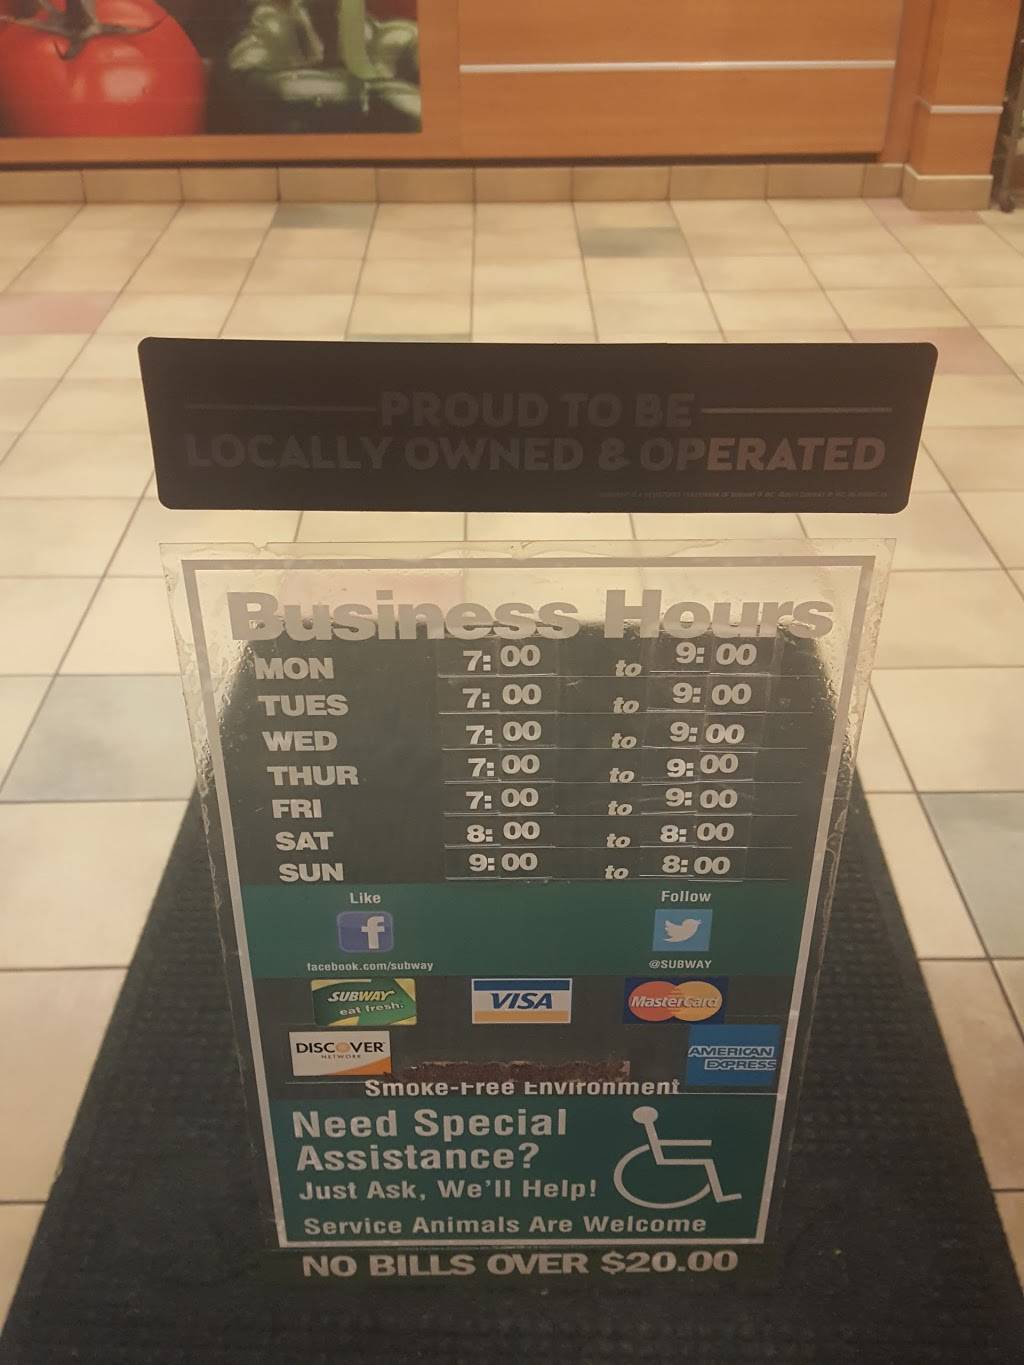 PROUD TO BE
LOCALLY OWNED & OPERATED
Business Hours
MON 7:00 to 9:00
TUES 7:00 to 9:00
WED 7:00 to 9:00
THUR 7:00 to 9:00
FRI 7:00 to 9:00
SAT 8:00 to 8:00
SUN 9:00 to 8:00
Like Follow
facebook.com/subway @SUBWAY
SUBWAY eat fresh. VISA MasterCard
DISCOVER NETWORK AMERICAN EXPRESS
Smoke-Free Environment
Need Special
Assistance?
Just Ask, We'll Help!
Service Animals Are Welcome
NO BILLS OVER $20.00